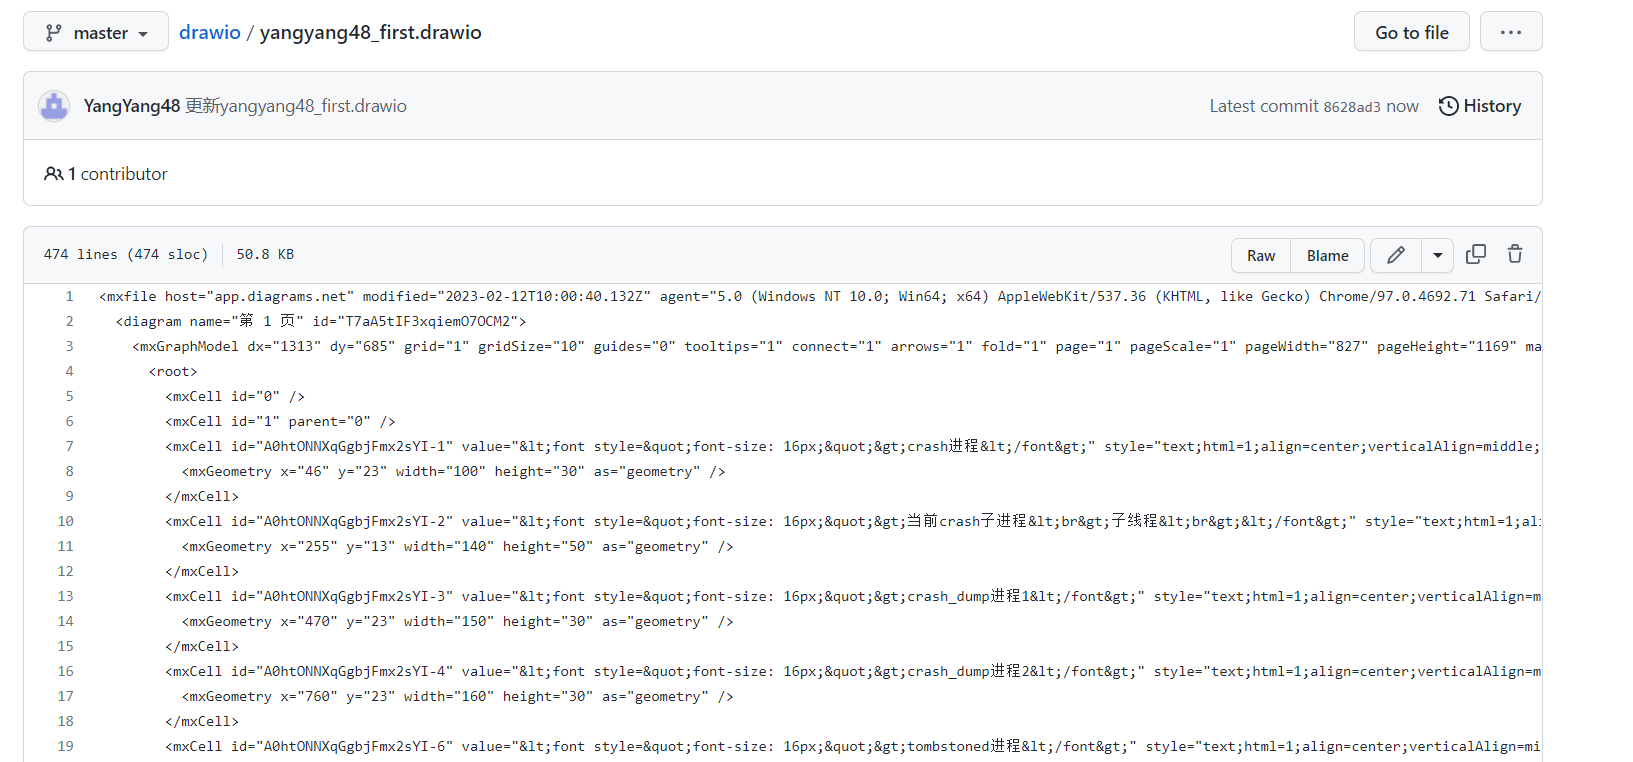 master
drawio / yangyang48_first.drawio
Go to file
...
YangYang48 更新yangyang48_first.drawio
Latest commit 8628ad3 now
History
1 contributor
474 lines (474 sloc)
50.8 KB
Raw
Blame
1 <mxfile host="app.diagrams.net" modified="2023-02-12T10:00:40.132Z" agent="5.0 (Windows NT 10.0; Win64; x64) AppleWebKit/537.36 (KHTML, like Gecko) Chrome/97.0.4692.71 Safari/
2 <diagram name="第 1 页" id="T7aA5tIF3xqiemO7OCM2">
3 <mxGraphModel dx="1313" dy="685" grid="1" gridSize="10" guides="0" tooltips="1" connect="1" arrows="1" fold="1" page="1" pageScale="1" pageWidth="827" pageHeight="1169" ma
4 <root>
5 <mxCell id="0" />
6 <mxCell id="1" parent="0" />
7 <mxCell id="A0htONNXqGgbjFmx2sYI-1" value="&lt;font style=&quot;font-size: 16px;&quot;&gt;crash进程&lt;/font&gt;" style="text;html=1;align=center;verticalAlign=middle;
8 <mxGeometry x="46" y="23" width="100" height="30" as="geometry" />
9 </mxCell>
10 <mxCell id="A0htONNXqGgbjFmx2sYI-2" value="&lt;font style=&quot;font-size: 16px;&quot;&gt;当前crash子进程&lt;br&gt;子线程&lt;br&gt;&lt;/font&gt;" style="text;html=1;ali
11 <mxGeometry x="255" y="13" width="140" height="50" as="geometry" />
12 </mxCell>
13 <mxCell id="A0htONNXqGgbjFmx2sYI-3" value="&lt;font style=&quot;font-size: 16px;&quot;&gt;crash_dump进程1&lt;/font&gt;" style="text;html=1;align=center;verticalAlign=m
14 <mxGeometry x="470" y="23" width="150" height="30" as="geometry" />
15 </mxCell>
16 <mxCell id="A0htONNXqGgbjFmx2sYI-4" value="&lt;font style=&quot;font-size: 16px;&quot;&gt;crash_dump进程2&lt;/font&gt;" style="text;html=1;align=center;verticalAlign=m
17 <mxGeometry x="760" y="23" width="160" height="30" as="geometry" />
18 </mxCell>
19 <mxCell id="A0htONNXqGgbjFmx2sYI-6" value="&lt;font style=&quot;font-size: 16px;&quot;&gt;tombstoned进程&lt;/font&gt;" style="text;html=1;align=center;verticalAlign=mi